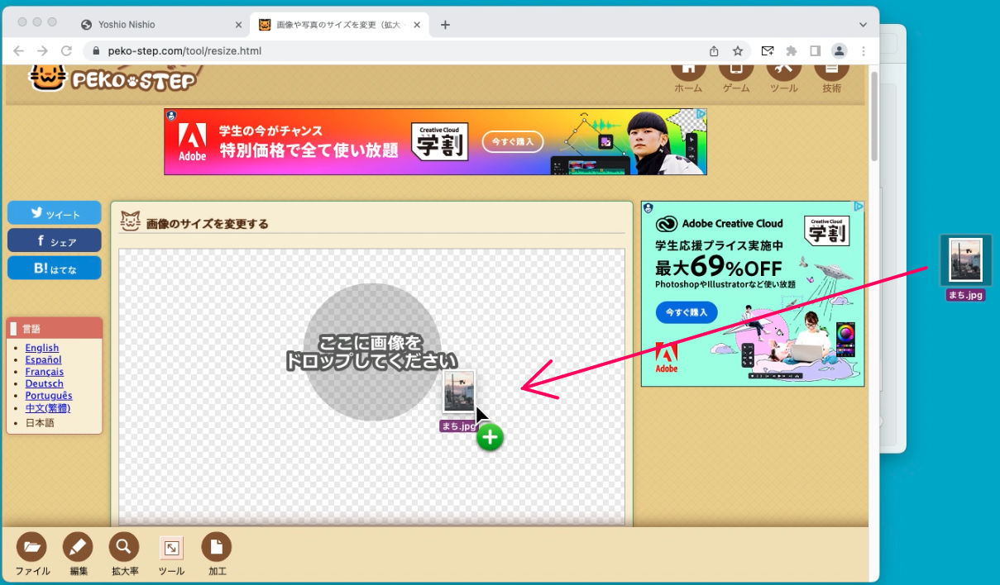 Yoshio Nishio
画像や写真のサイズを変更（拡大
peko-step.com/tool/resize.html
PEKO STEP
ホーム
ゲーム
ツール
技術
Adobe
学生の今がチャンス
特別価格で全て使い放題
Creative Cloud
学割
今すぐ購入
ツイート
f シェア
B! はてな
言語
English
Español
Français
Deutsch
Português
中文(繁體)
日本語
画像のサイズを変更する
ここに画像を
ドロップしてください
まち.jpg
Adobe Creative Cloud
Creative Cloud
学割
学生応援プライス実施中
最大69%OFF
PhotoshopやIllustratorなど使い放題
今すぐ購入
Adobe
まち.jpg
ファイル
編集
拡大率
ツール
加工